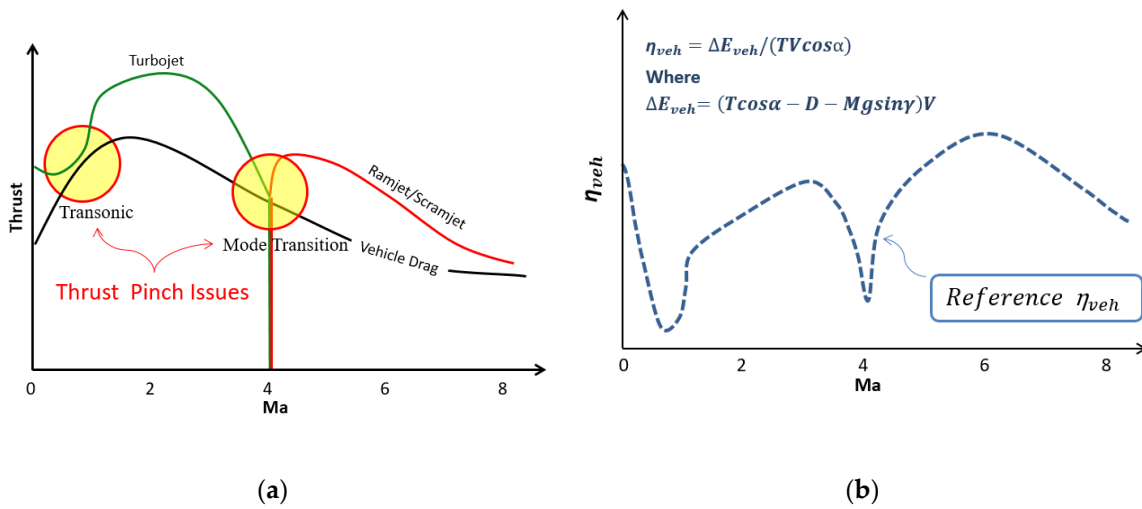 Thrust
Turbojet
Transonic
Mode Transition
Ramjet/Scramjet
Vehicle Drag
Thrust Pinch Issues
0
2
4
6
8
Ma
(a)
η_veh = ΔE_veh/(TVcosα)
Where
ΔE_veh= (Tcosα − D − Mgsinγ)V
η_veh
Reference η_veh
0
2
4
6
8
Ma
(b)